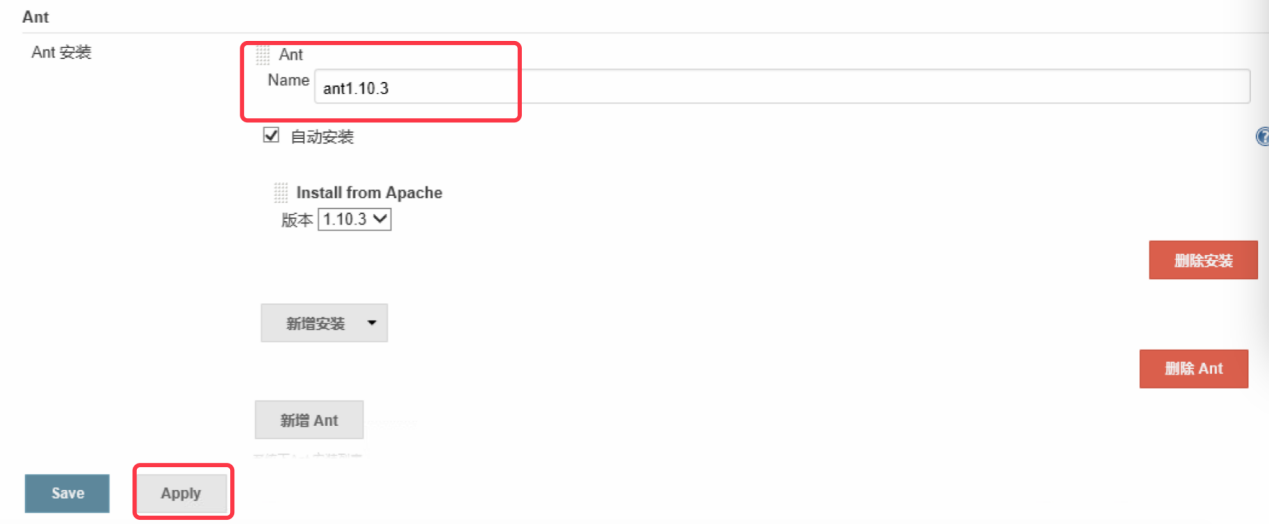 Ant
Ant 安装
Ant
Name
ant1.10.3
自动安装
?
Install from Apache
版本 1.10.3
删除安装
新增安装
删除 Ant
新增 Ant
Save
Apply